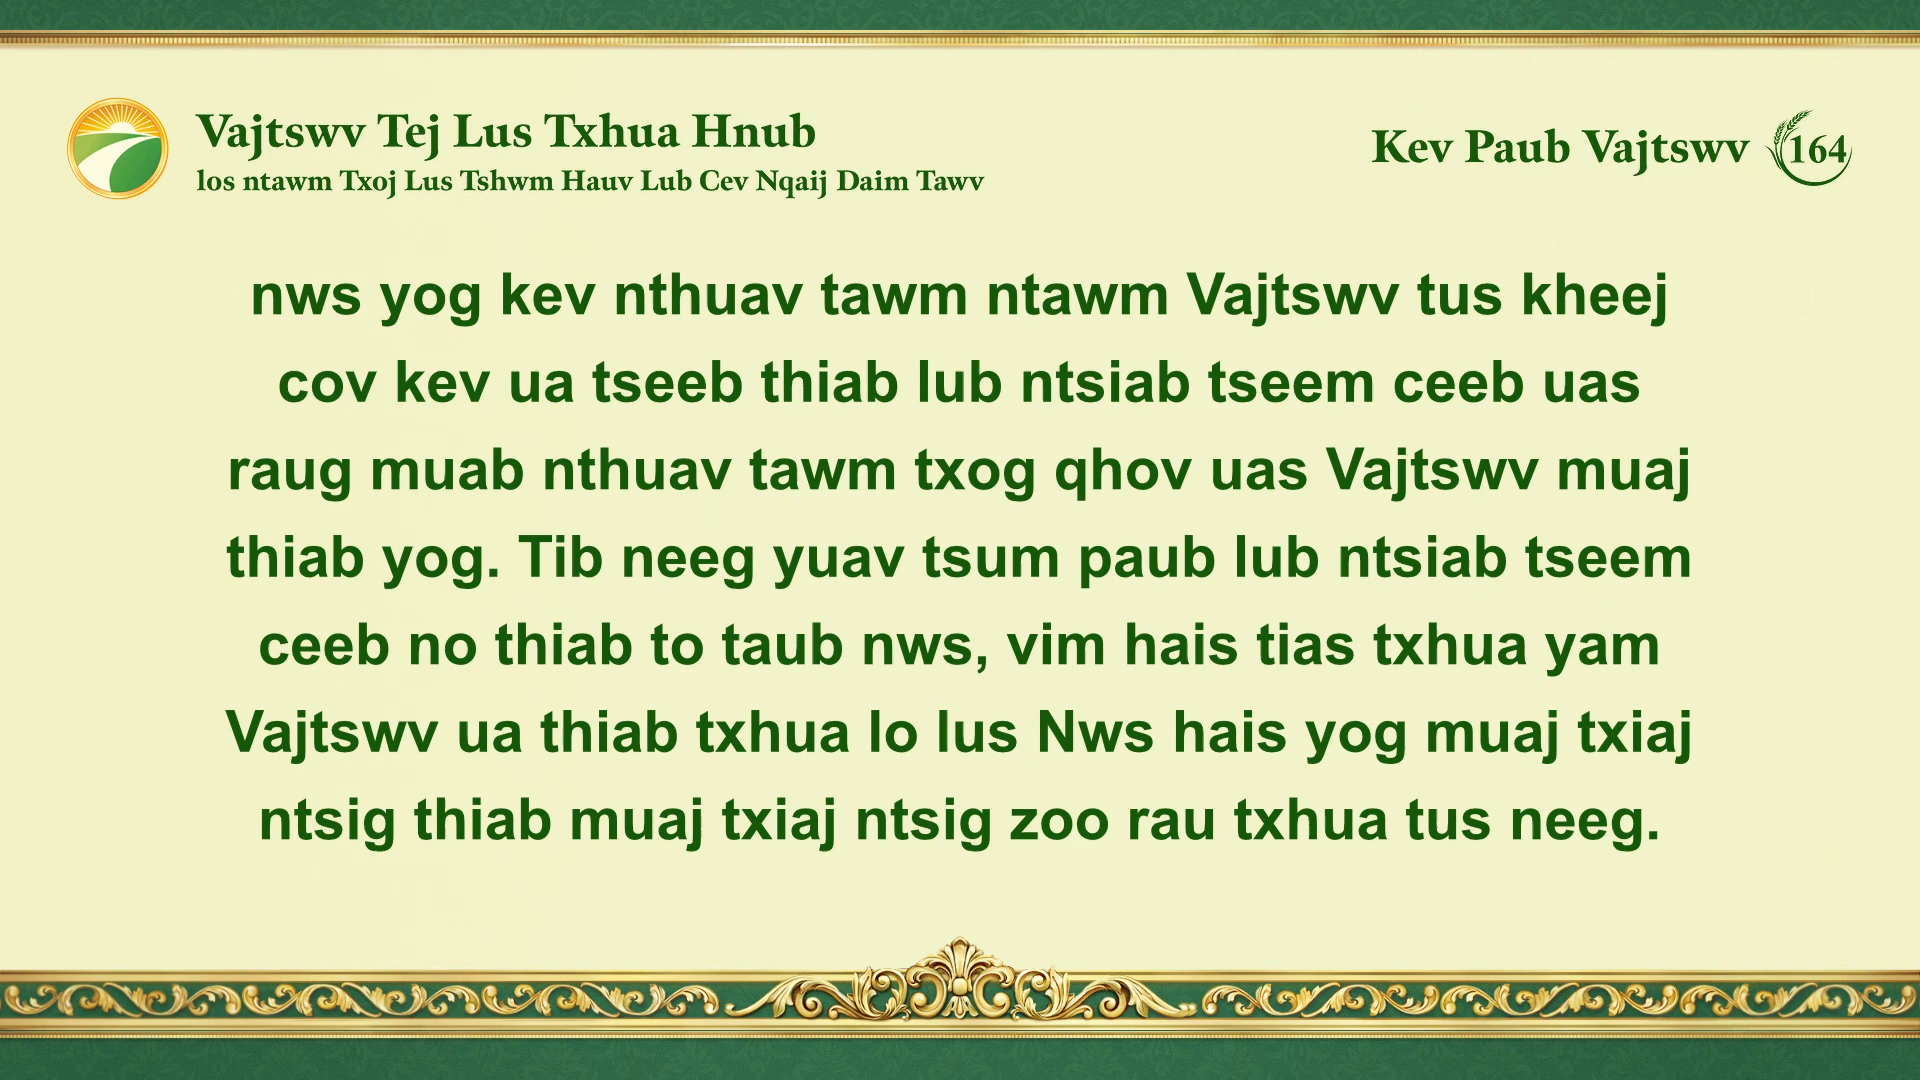 Vajtswv Tej Lus Txhua Hnub
los ntawm Txoj Lus Tshwm Hauv Lub Cev Nqaij Daim Tawv
Kev Paub Vajtswv 164
nws yog kev nthuav tawm ntawm Vajtswv tus kheej
cov kev ua tseeb thiab lub ntsiab tseem ceeb uas
raug muab nthuav tawm txog qhov uas Vajtswv muaj
thiab yog. Tib neeg yuav tsum paub lub ntsiab tseem
ceeb no thiab to taub nws, vim hais tias txhua yam
Vajtswv ua thiab txhua lo lus Nws hais yog muaj txiaj
ntsig thiab muaj txiaj ntsig zoo rau txhua tus neeg.